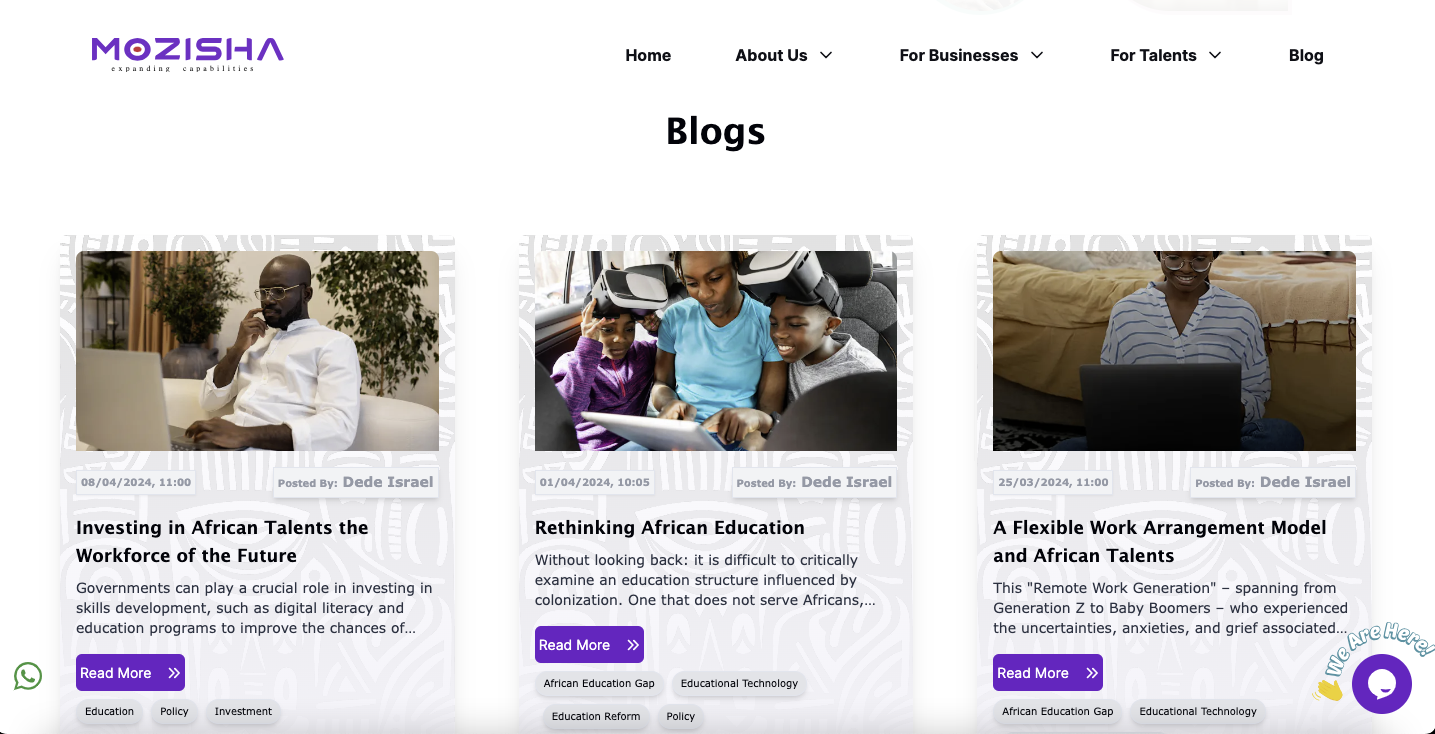 MOZISHA
expanding capabilities
Home
About Us
For Businesses
For Talents
Blog
Blogs
08/04/2024, 11:00
Posted By: Dede Israel
Investing in African Talents the
Workforce of the Future
Governments can play a crucial role in investing in
skills development, such as digital literacy and
education programs to improve the chances of...
Read More
Education
Policy
Investment
01/04/2024, 10:05
Posted By: Dede Israel
Rethinking African Education
Without looking back: it is difficult to critically
examine an education structure influenced by
colonization. One that does not serve Africans,...
Read More
African Education Gap
Educational Technology
Education Reform
Policy
25/03/2024, 11:00
Posted By: Dede Israel
A Flexible Work Arrangement Model
and African Talents
This "Remote Work Generation" – spanning from
Generation Z to Baby Boomers – who experienced
the uncertainties, anxieties, and grief associated...
Read More
African Education Gap
Educational Technology
We Are Here!